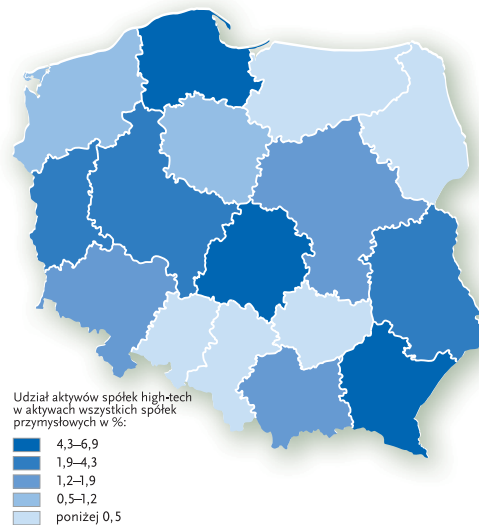 Udział aktywów spółek high-tech
w aktywach wszystkich spółek
przymysłowych w %:
4,3–6,9
1,9–4,3
1,2–1,9
0,5–1,2
poniżej 0,5